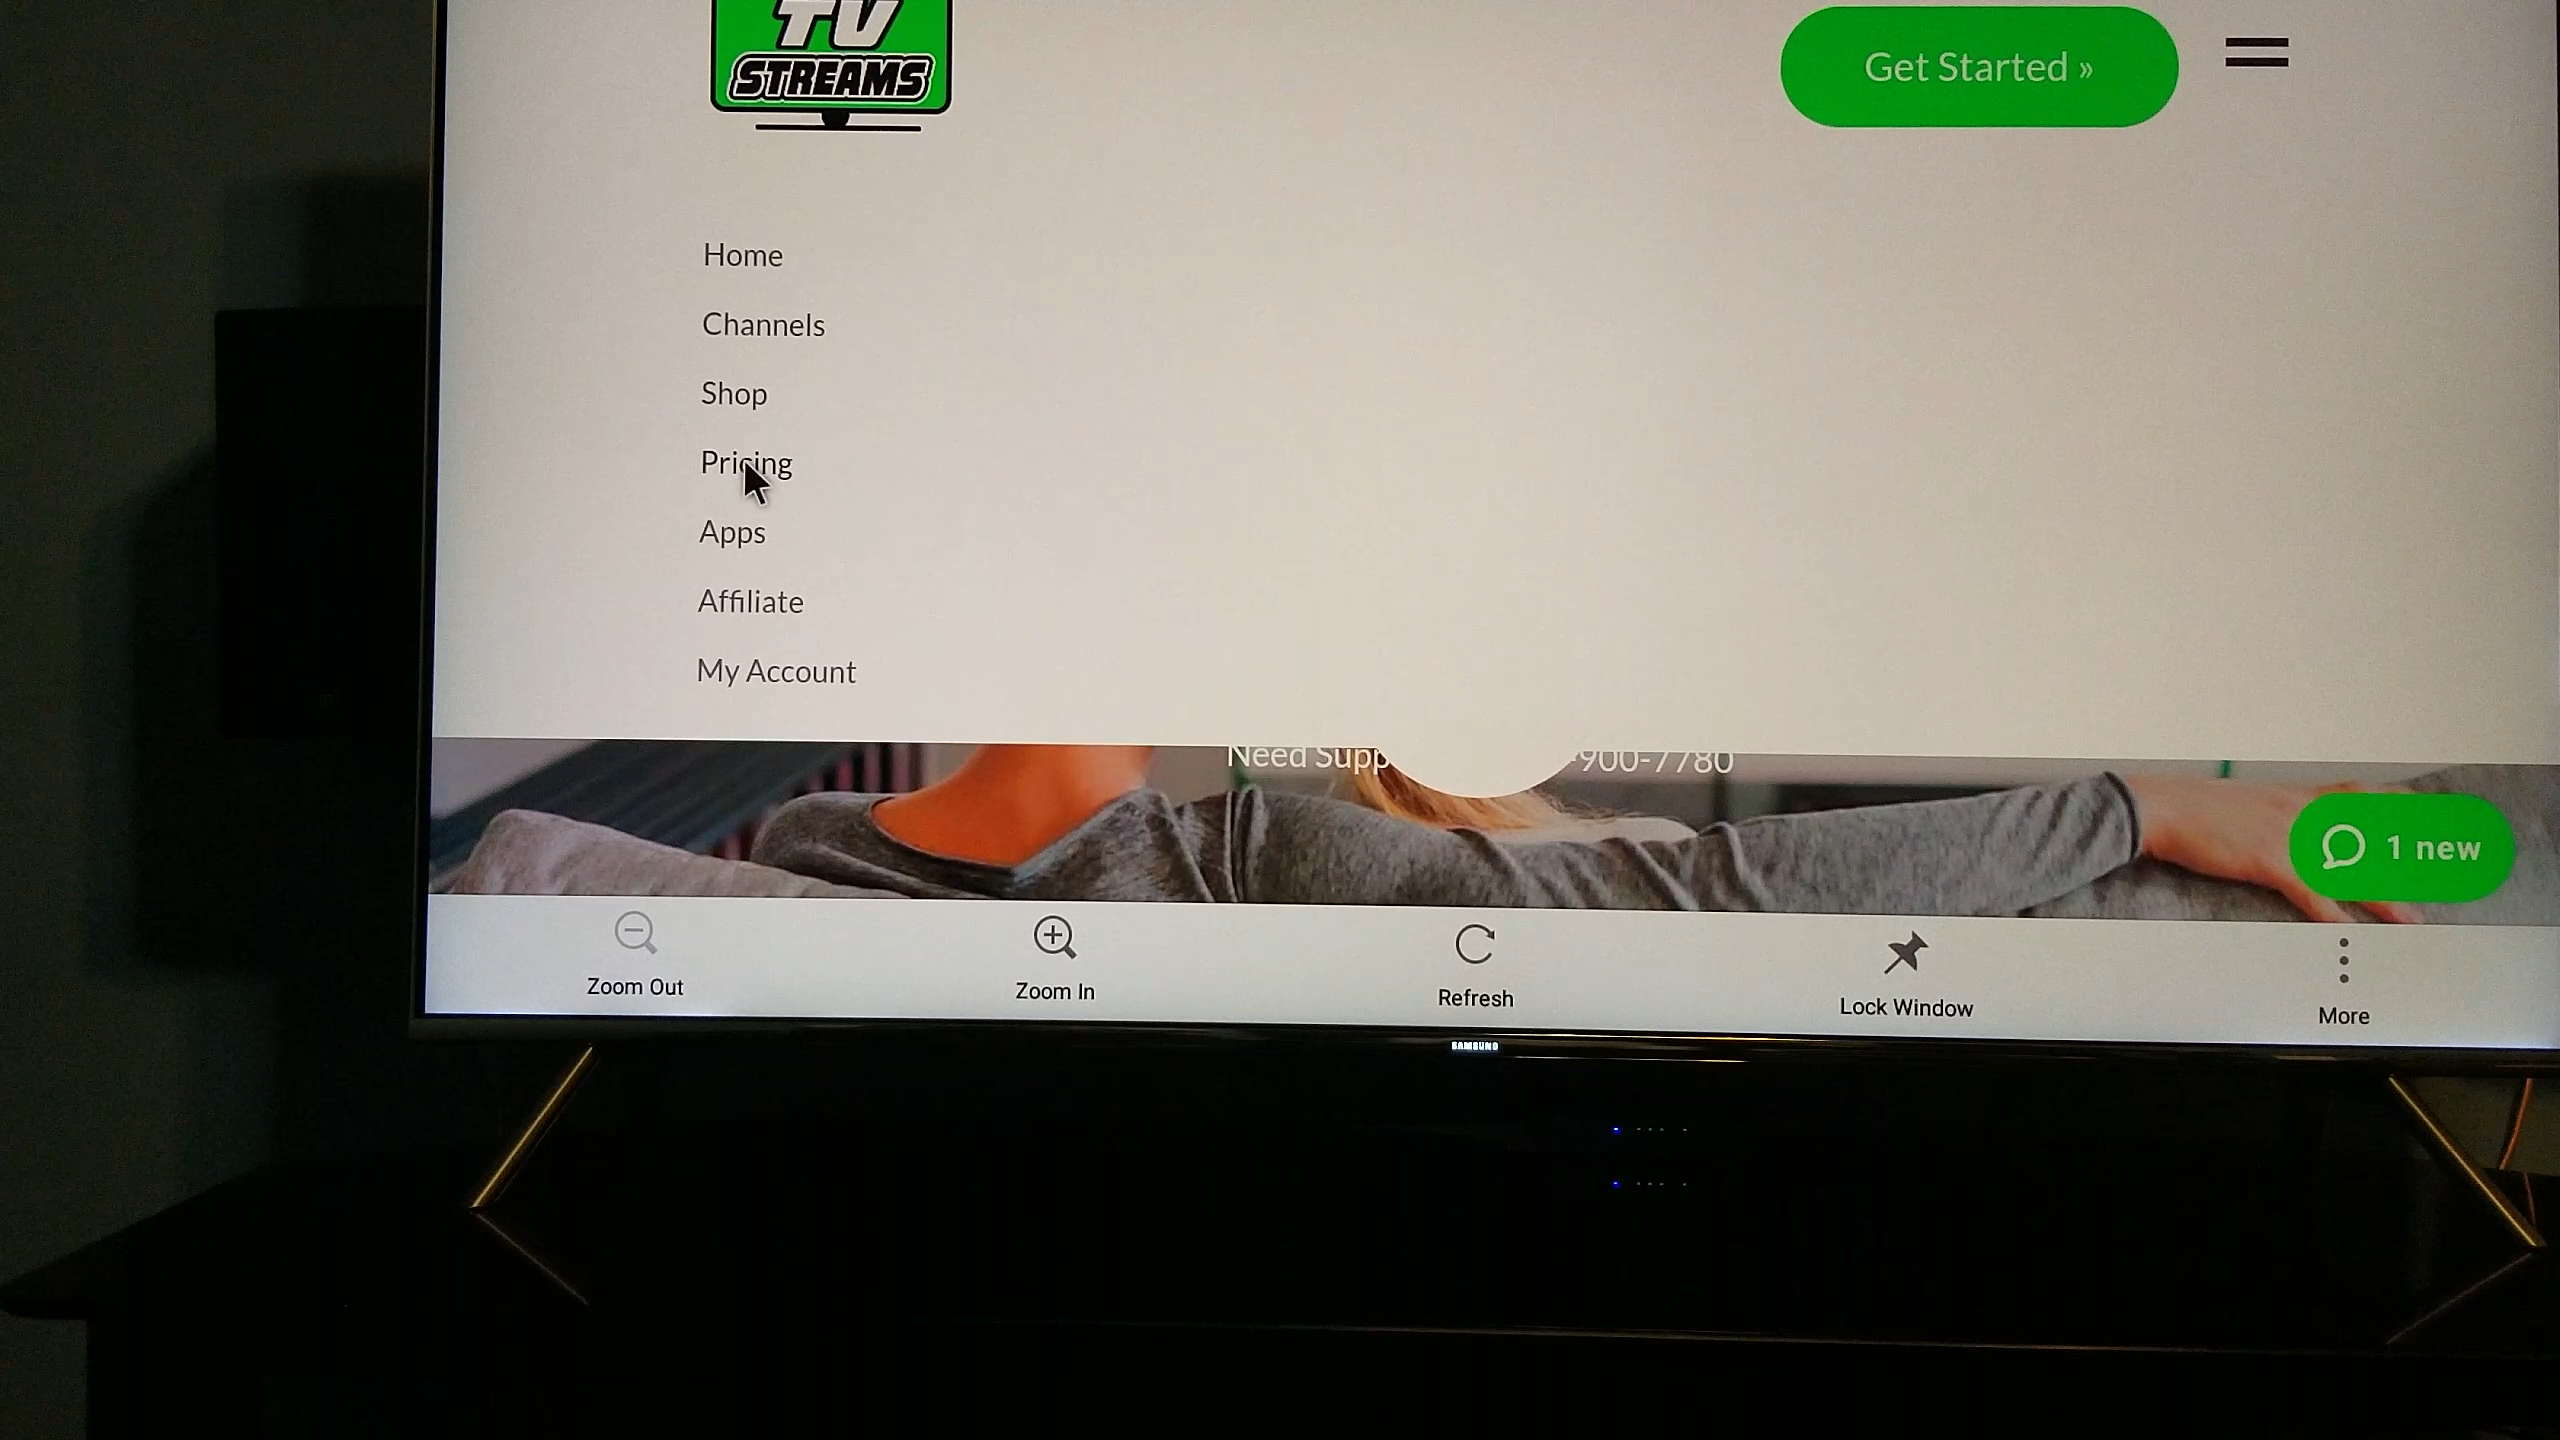 TV
STREAMS
Get Started »
Home
Channels
Shop
Pricing
Apps
Affiliate
My Account
Need Supp
-900-7780
1 new
Zoom Out
Zoom In
Refresh
Lock Window
More
SAMSUNG